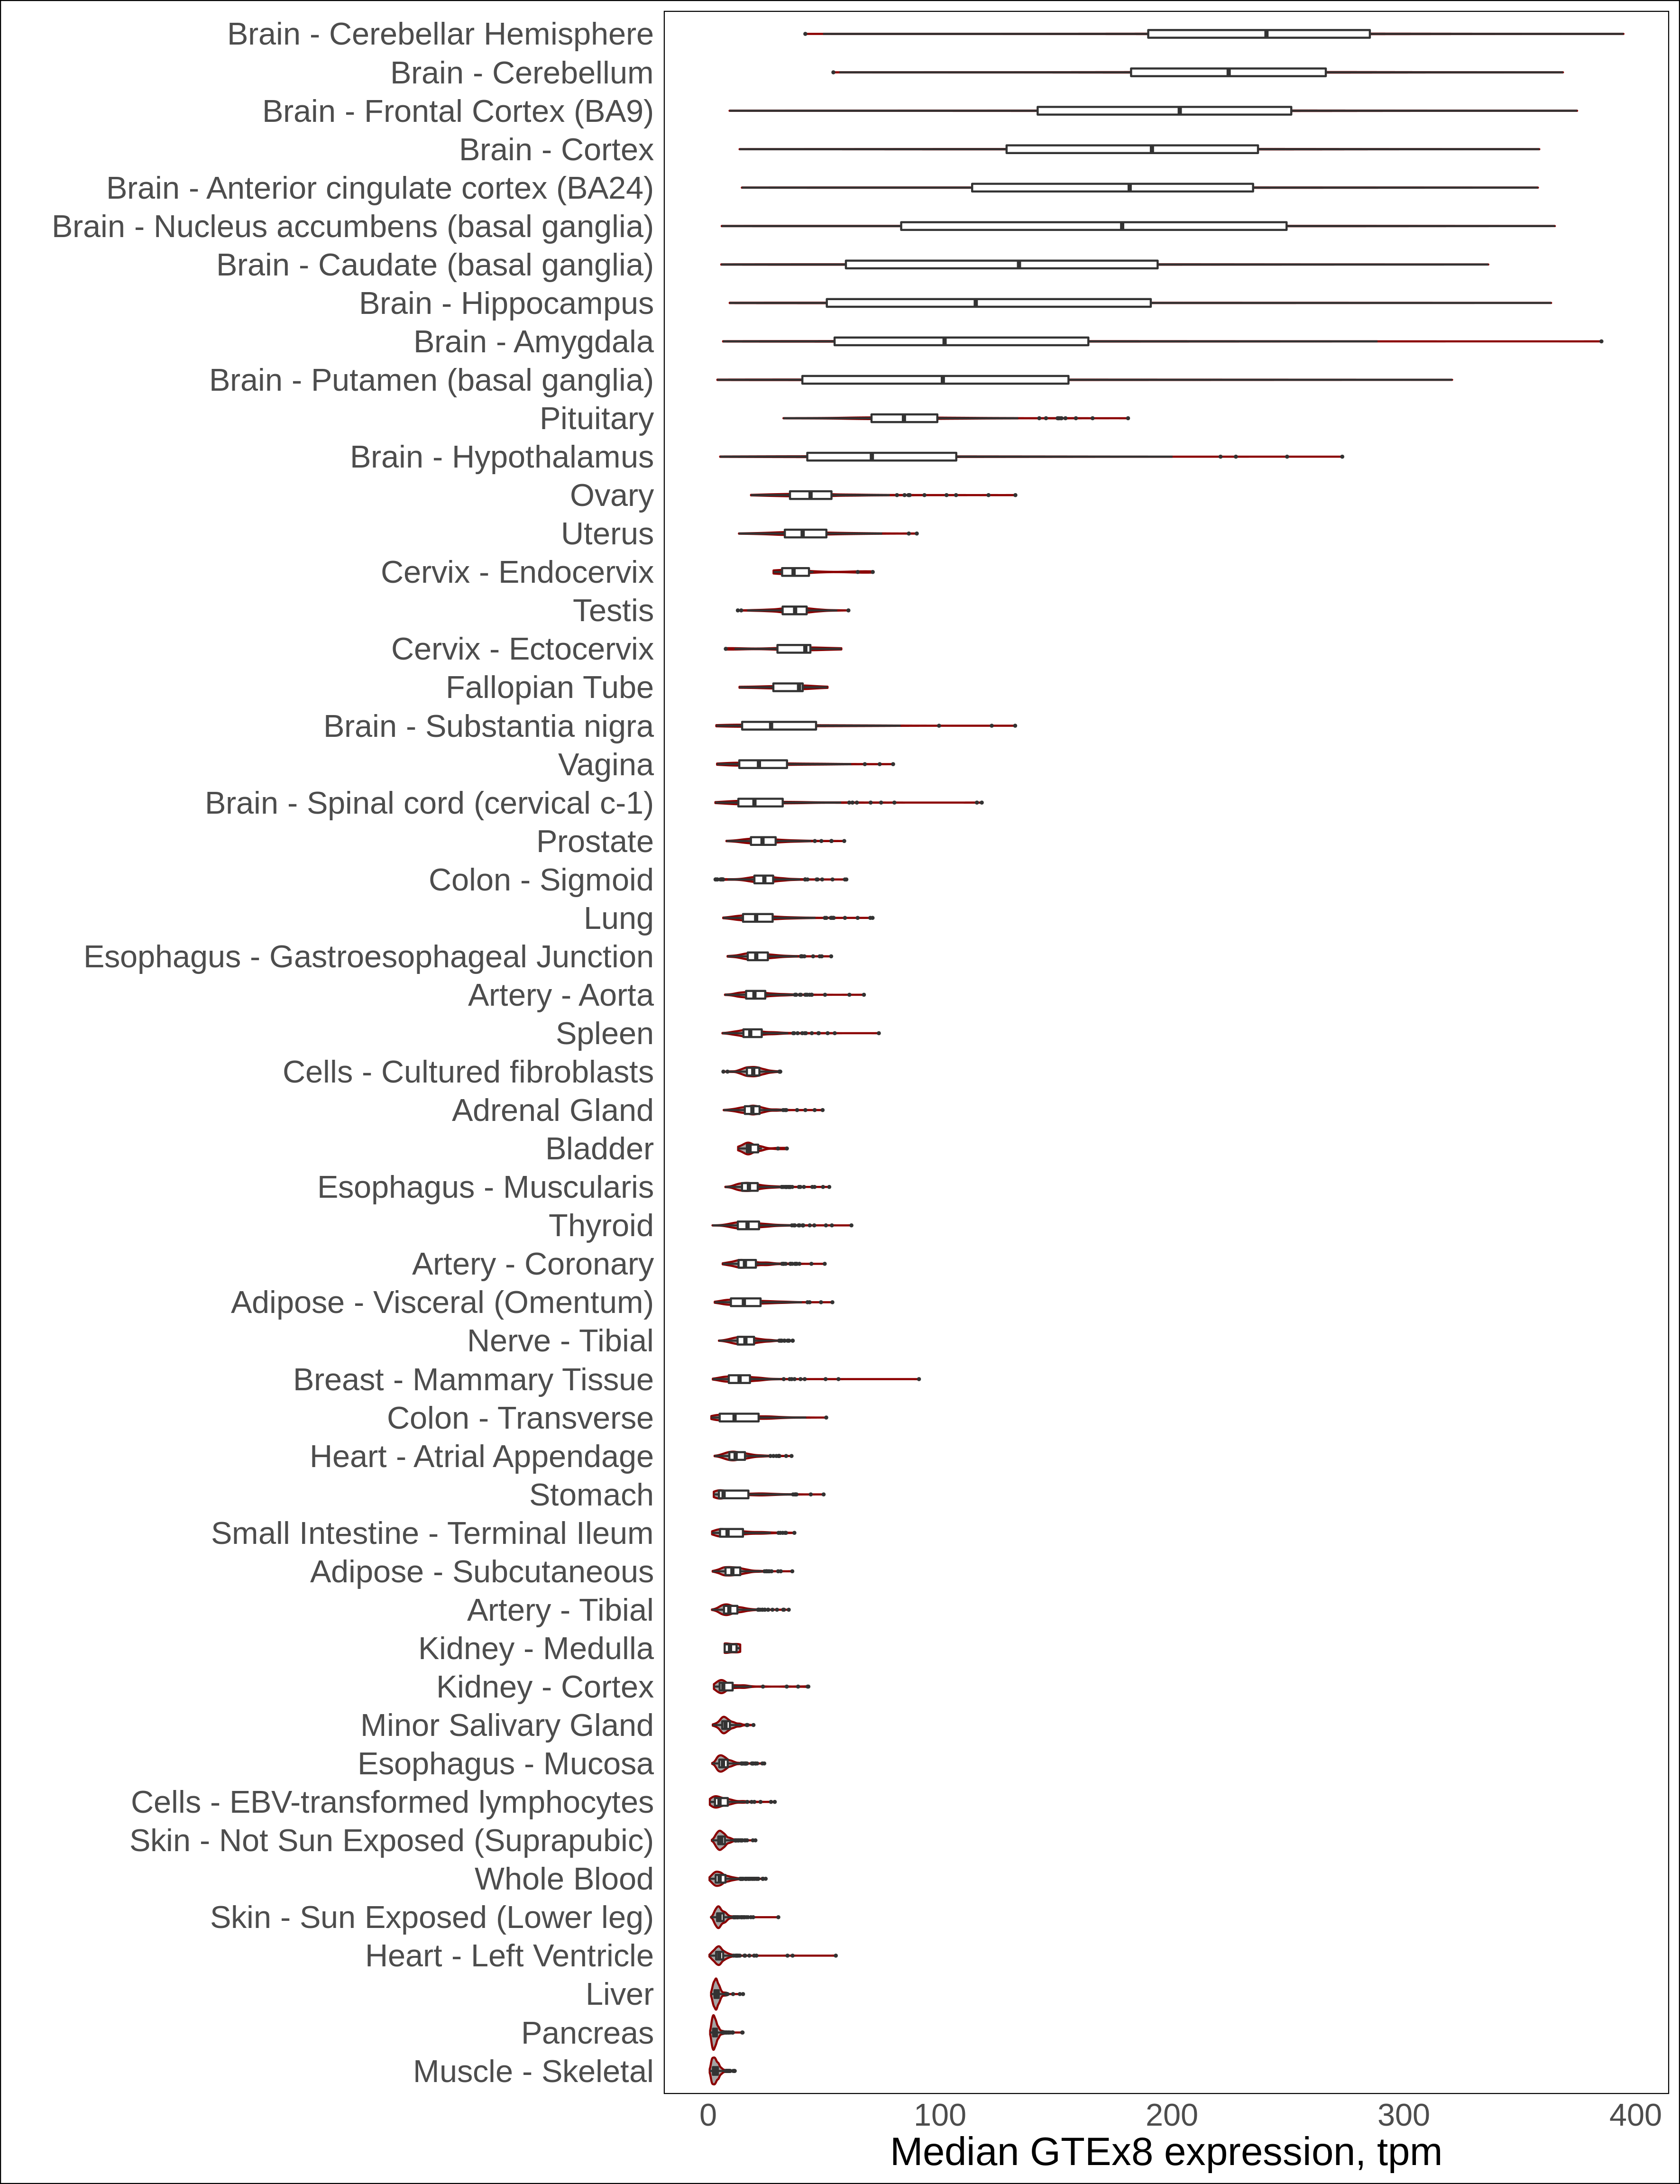 Brain - Cerebellar Hemisphere
Brain - Cerebellum
Brain - Frontal Cortex (BA9)
Brain - Cortex
Brain - Anterior cingulate cortex (BA24)
Brain - Nucleus accumbens (basal ganglia)
Brain - Caudate (basal ganglia)
Brain - Hippocampus
Brain - Amygdala
Brain - Putamen (basal ganglia)
Pituitary
Brain - Hypothalamus
Ovary
Uterus
Cervix - Endocervix
Testis
Cervix - Ectocervix
Fallopian Tube
Brain - Substantia nigra
Vagina
Brain - Spinal cord (cervical c-1)
Prostate
Colon - Sigmoid
Lung
Esophagus - Gastroesophageal Junction
Artery - Aorta
Spleen
Cells - Cultured fibroblasts
Adrenal Gland
Bladder
Esophagus - Muscularis
Thyroid
Artery - Coronary
Adipose - Visceral (Omentum)
Nerve - Tibial
Breast - Mammary Tissue
Colon - Transverse
Heart - Atrial Appendage
Stomach
Small Intestine - Terminal Ileum
Adipose - Subcutaneous
Artery - Tibial
Kidney - Medulla
Kidney - Cortex
Minor Salivary Gland
Esophagus - Mucosa
Cells - EBV-transformed lymphocytes
Skin - Not Sun Exposed (Suprapubic)
Whole Blood
Skin - Sun Exposed (Lower leg)
Heart - Left Ventricle
Liver
Pancreas
Muscle - Skeletal
0 100 200 300 400
Median GTEx8 expression, tpm